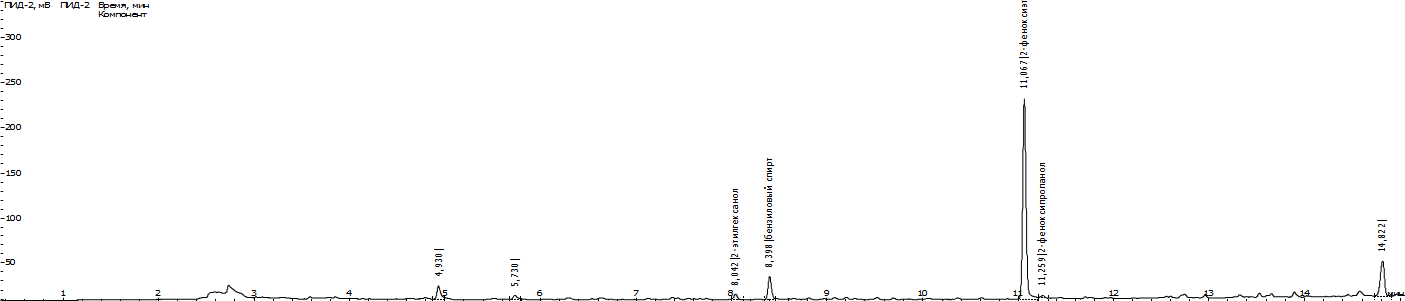 ПИД-2, мВ ПИД-2 Время, мин
Компонент
300
250
200
150
100
50
1 2 3 4 5 6 7 8 9 10 11 12 13 14
4,930|
5,730|
8,042|2-этилгексанол
8,398|бензиловый спирт
11,067|2-феноксиэт
11,259|2-феноксипропанол
14,822|